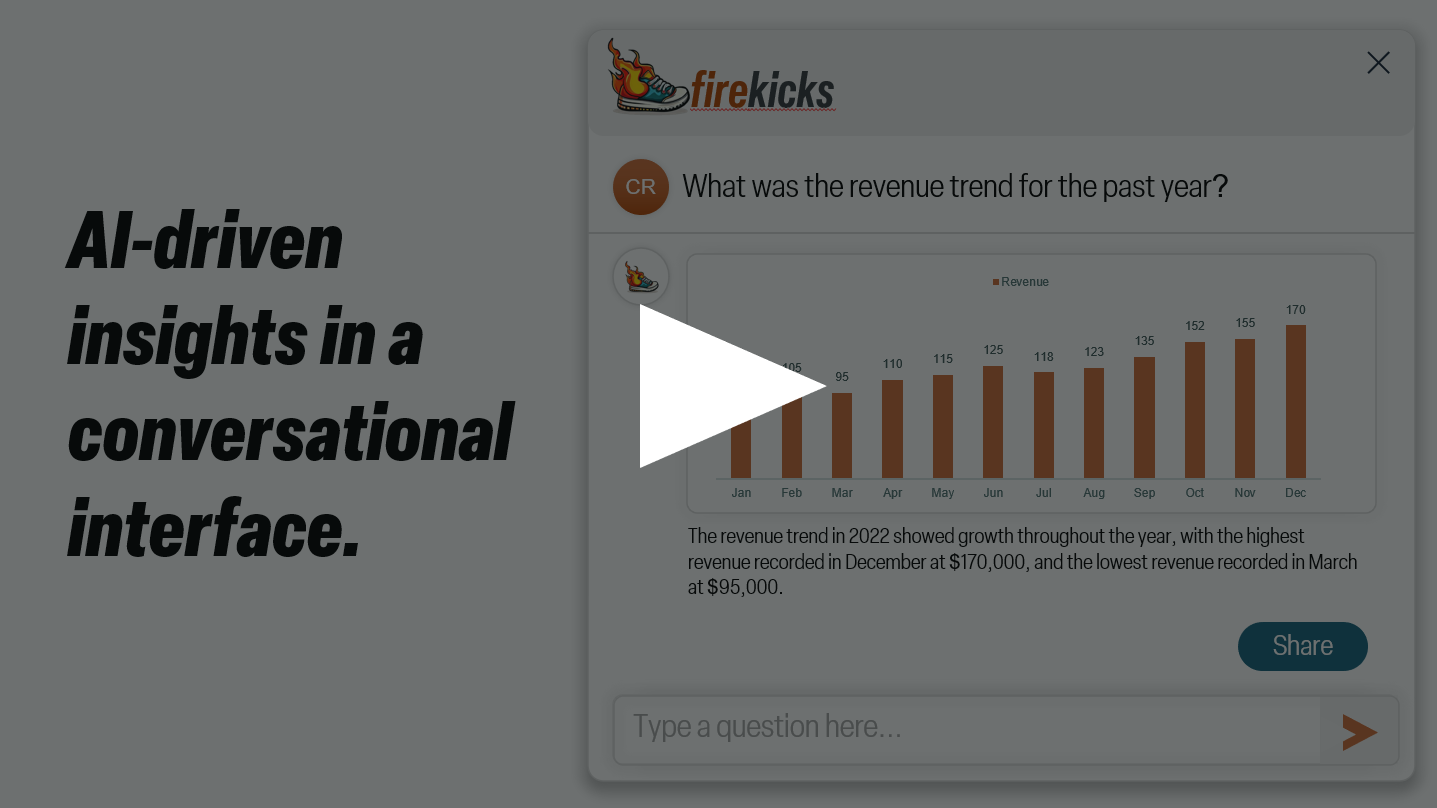 AI-driven
insights in a
conversational
interface.
firekicks
CR
What was the revenue trend for the past year?
Revenue
105
95
110
115
125
118
123
135
152
155
170
Jan Feb Mar Apr May Jun Jul Aug Sep Oct Nov Dec
The revenue trend in 2022 showed growth throughout the year, with the highest
revenue recorded in December at $170,000, and the lowest revenue recorded in March
at $95,000.
Share
Type a question here...